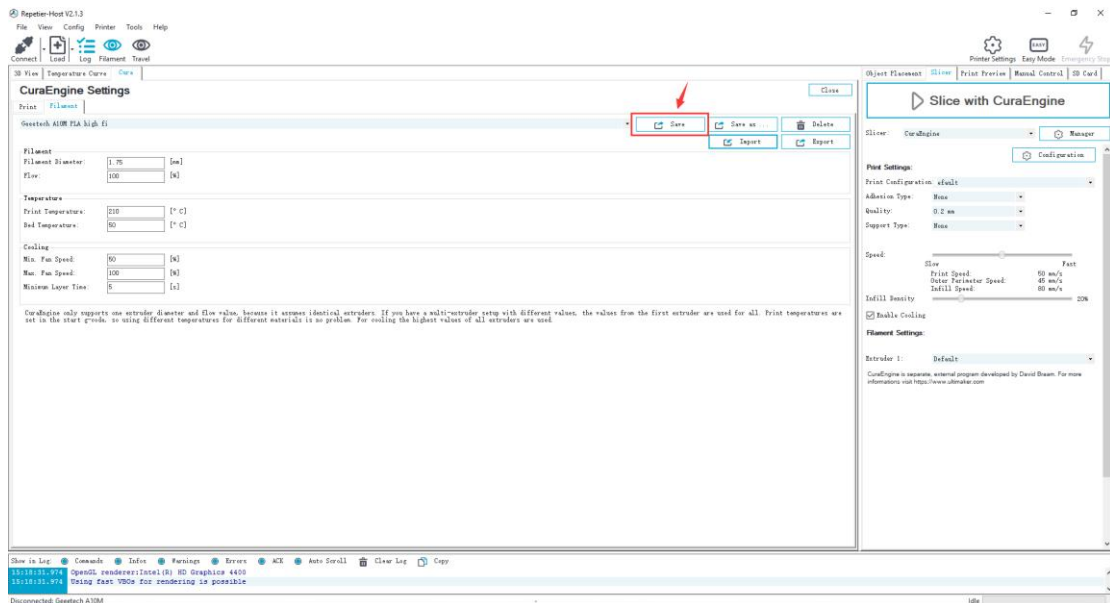 Repetier-Host V2.1.3
File View Config Printer Tools Help
Connect Load Log Filament Travel
Printer Settings Easy Mode Emergency Stop
EASY
3D View Temperature Curve Cura
Object Placement Slicer Print Preview Manual Control SD Card
CuraEngine Settings
Close
Print Filament
Geeetech A10M PLA high fi
Save Save as ... Delete
Import Export
Filament
Filament Diameter: 1.75 [mm]
Flow: 100 [%]
Temperature
Print Temperature: 210 [° C]
Bed Temperature: 50 [° C]
Cooling
Min. Fan Speed: 50 [%]
Max. Fan Speed: 100 [%]
Minimum Layer Time: 5 [s]
CuraEngine only supports one extruder diameter and flow value, because it assumes identical extruders. If you have a multi-extruder setup with different values, the values from the first extruder are used for all. Print temperatures are
set in the start g-code, so using different temperatures for different materials is no problem. For cooling the highest values of all extruders are used.
Slice with CuraEngine
Slicer: CuraEngine Manager
Configuration
Print Settings:
Print Configuration: efault
Adhesion Type: None
Quality: 0.2 mm
Support Type: None
Speed:
Slow Fast
Print Speed: 50 mm/s
Outer Perimeter Speed: 45 mm/s
Infill Speed: 80 mm/s
Infill Density 20%
Enable Cooling
Filament Settings:
Extruder 1: Default
CuraEngine is separate, external program developed by David Braam. For more
informations visit https://www.ultimaker.com
Show in Log: Commands Infos Warnings Errors ACK Auto Scroll Clear Log Copy
15:18:31.974 OpenGL renderer:Intel(R) HD Graphics 4400
15:18:31.974 Using fast VBOs for rendering is possible
Disconnected: Geeetech A10M - Idle